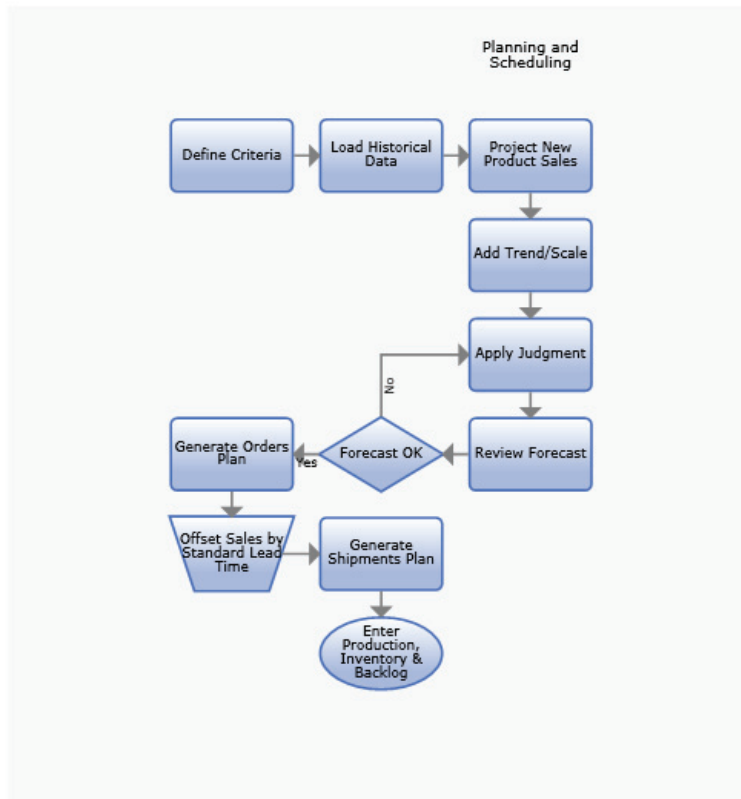 Planning and
Scheduling
Define Criteria
Load Historical
Data
Project New
Product Sales
Add Trend/Scale
Apply Judgment
No
Generate Orders
Plan
Yes
Forecast OK
Review Forecast
Offset Sales by
Standard Lead
Time
Generate
Shipments Plan
Enter
Production,
Inventory &
Backlog